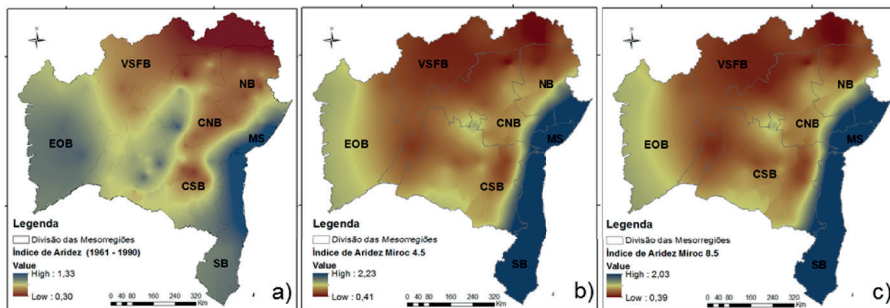 N
VSFB
NB
CNB
EOB
MS
CSB
SB
Legenda
Divisão das Mesorregiões
Índice de Aridez (1961 - 1990)
Value
High : 1,33
Low : 0,30
0 40 80 160 240 320
Km
a)
N
VSFB
NB
CNB
EOB
MS
CSB
SB
Legenda
Divisão das Mesorregiões
Índice de Aridez Miroc 4.5
Value
High : 2,23
Low : 0,41
0 40 80 160 240 320
Km
b)
N
VSFB
NB
CNB
EOB
MS
CSB
SB
Legenda
Divisão das Mesorregiões
Índice de Aridez Miroc 8.5
Value
High : 2,03
Low : 0,39
0 40 80 160 240 320
Km
c)